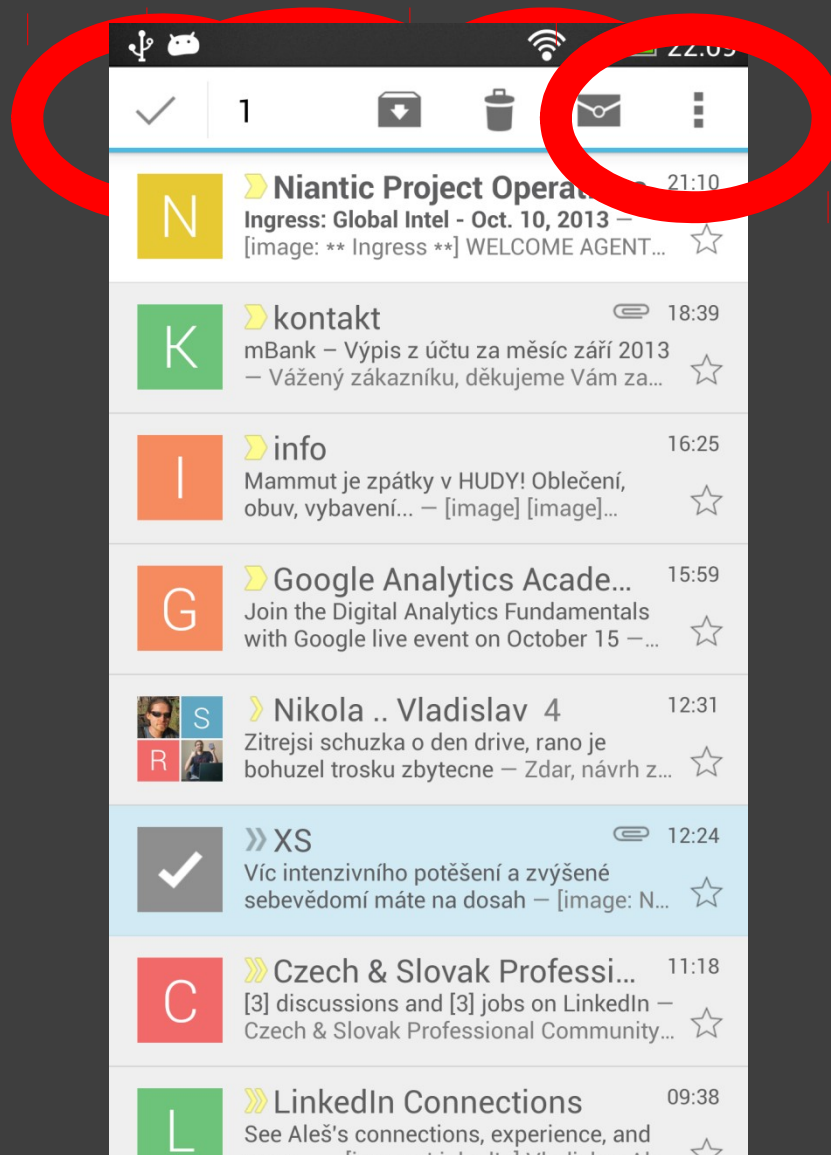 22:09
1
N
Niantic Project Operations 21:10
Ingress: Global Intel - Oct. 10, 2013 —
[image: ** Ingress **] WELCOME AGENT...
K
kontakt 18:39
mBank – Výpis z účtu za měsíc září 2013
— Vážený zákazníku, děkujeme Vám za...
I
info 16:25
Mammut je zpátky v HUDY! Oblečení,
obuv, vybavení... — [image] [image]...
G
Google Analytics Acade... 15:59
Join the Digital Analytics Fundamentals
with Google live event on October 15 —...
S
R
Nikola .. Vladislav 4 12:31
Zitrejsi schuzka o den drive, rano je
bohuzel trosku zbytecne — Zdar, návrh z...
XS 12:24
Víc intenzivního potěšení a zvýšené
sebevědomí máte na dosah — [image: N...
C
Czech & Slovak Professi... 11:18
[3] discussions and [3] jobs on LinkedIn —
Czech & Slovak Professional Community...
L
LinkedIn Connections 09:38
See Aleš's connections, experience, and